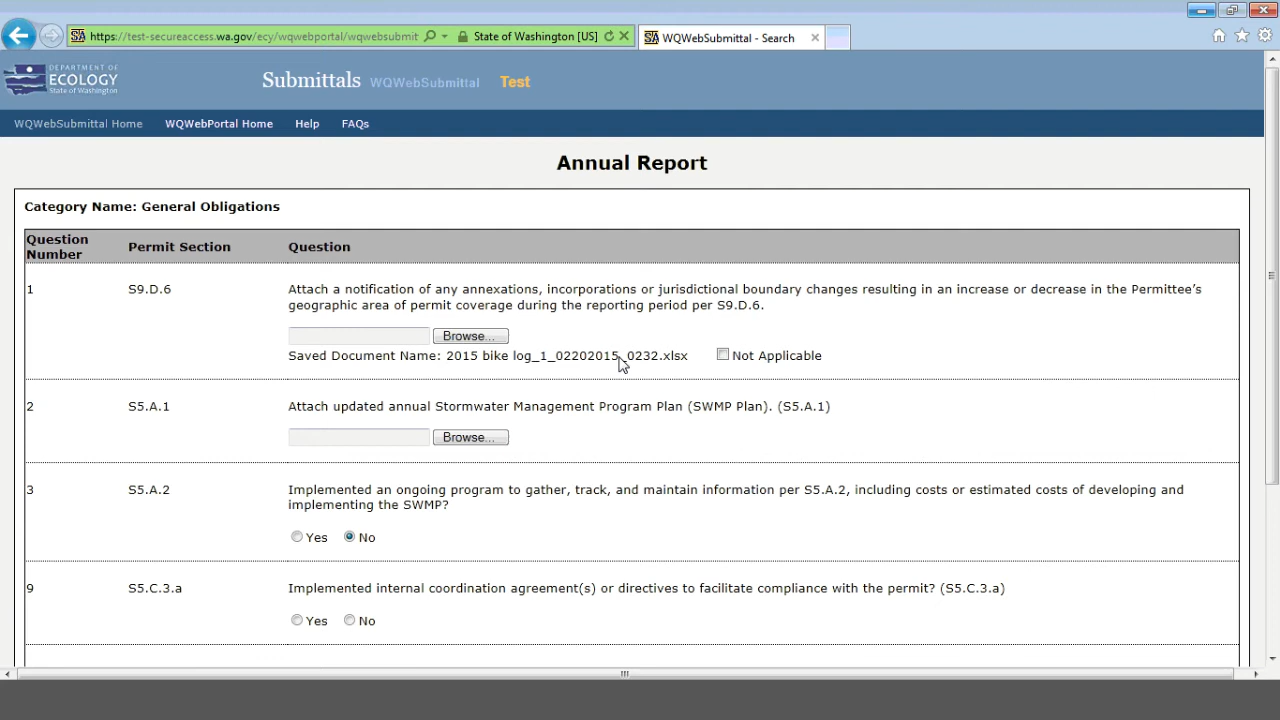 https://test-secureaccess.wa.gov/ecy/wqwebportal/wqwebsubmit
State of Washington [US]
WQWebSubmittal - Search
DEPARTMENT OF
ECOLOGY
State of Washington
Submittals WQWebSubmittal Test
WQWebSubmittal Home WQWebPortal Home Help FAQs
Annual Report
Category Name: General Obligations
Question Number Permit Section Question
1 S9.D.6 Attach a notification of any annexations, incorporations or jurisdictional boundary changes resulting in an increase or decrease in the Permittee's
geographic area of permit coverage during the reporting period per S9.D.6.
Browse...
Saved Document Name: 2015 bike log_1_02202015_0232.xlsx Not Applicable
2 S5.A.1 Attach updated annual Stormwater Management Program Plan (SWMP Plan). (S5.A.1)
Browse...
3 S5.A.2 Implemented an ongoing program to gather, track, and maintain information per S5.A.2, including costs or estimated costs of developing and
implementing the SWMP?
Yes No
9 S5.C.3.a Implemented internal coordination agreement(s) or directives to facilitate compliance with the permit? (S5.C.3.a)
Yes No